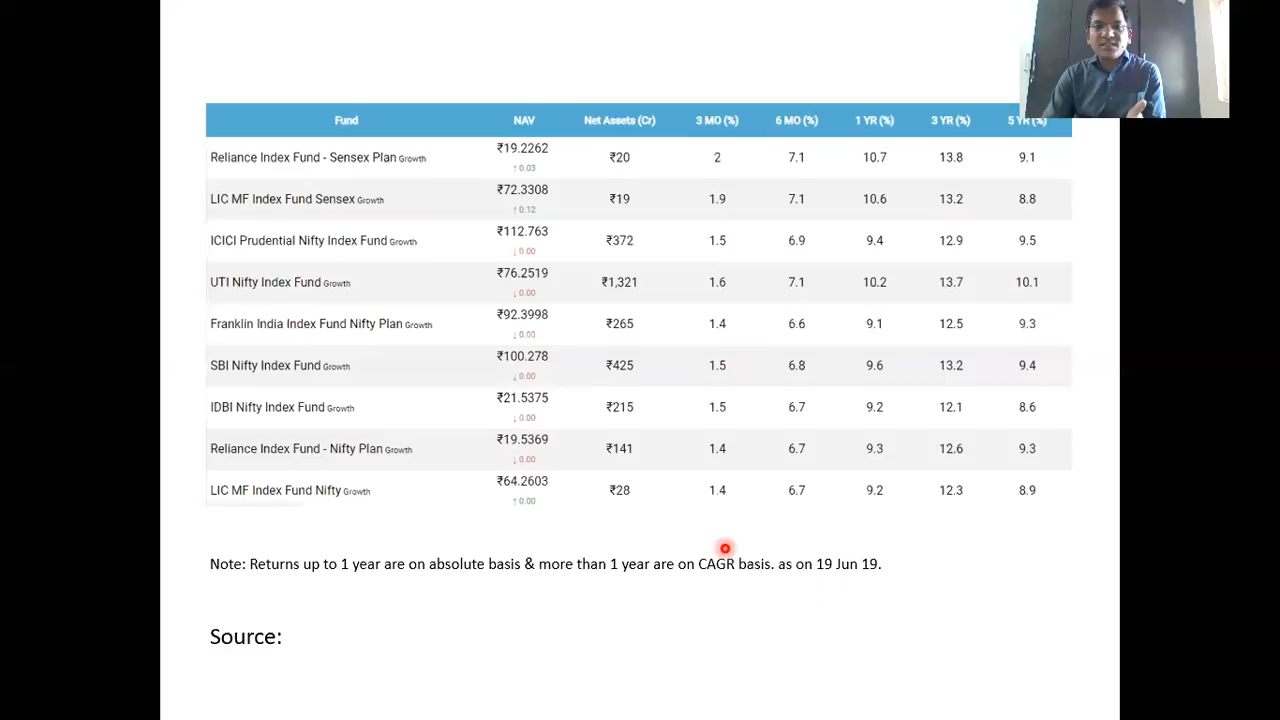 Fund NAV Net Assets (Cr) 3 MO (%) 6 MO (%) 1 YR (%) 3 YR (%) 5 YR (%)
Reliance Index Fund - Sensex Plan Growth ₹19.2262 ↑ 0.03 ₹20 2 7.1 10.7 13.8 9.1
LIC MF Index Fund Sensex Growth ₹72.3308 ↑ 0.12 ₹19 1.9 7.1 10.6 13.2 8.8
ICICI Prudential Nifty Index Fund Growth ₹112.763 ↓ 0.00 ₹372 1.5 6.9 9.4 12.9 9.5
UTI Nifty Index Fund Growth ₹76.2519 ↓ 0.00 ₹1,321 1.6 7.1 10.2 13.7 10.1
Franklin India Index Fund Nifty Plan Growth ₹92.3998 ↓ 0.00 ₹265 1.4 6.6 9.1 12.5 9.3
SBI Nifty Index Fund Growth ₹100.278 ↓ 0.00 ₹425 1.5 6.8 9.6 13.2 9.4
IDBI Nifty Index Fund Growth ₹21.5375 ↓ 0.00 ₹215 1.5 6.7 9.2 12.1 8.6
Reliance Index Fund - Nifty Plan Growth ₹19.5369 ↓ 0.00 ₹141 1.4 6.7 9.3 12.6 9.3
LIC MF Index Fund Nifty Growth ₹64.2603 ↑ 0.00 ₹28 1.4 6.7 9.2 12.3 8.9
Note: Returns up to 1 year are on absolute basis & more than 1 year are on CAGR basis. as on 19 Jun 19.
Source: